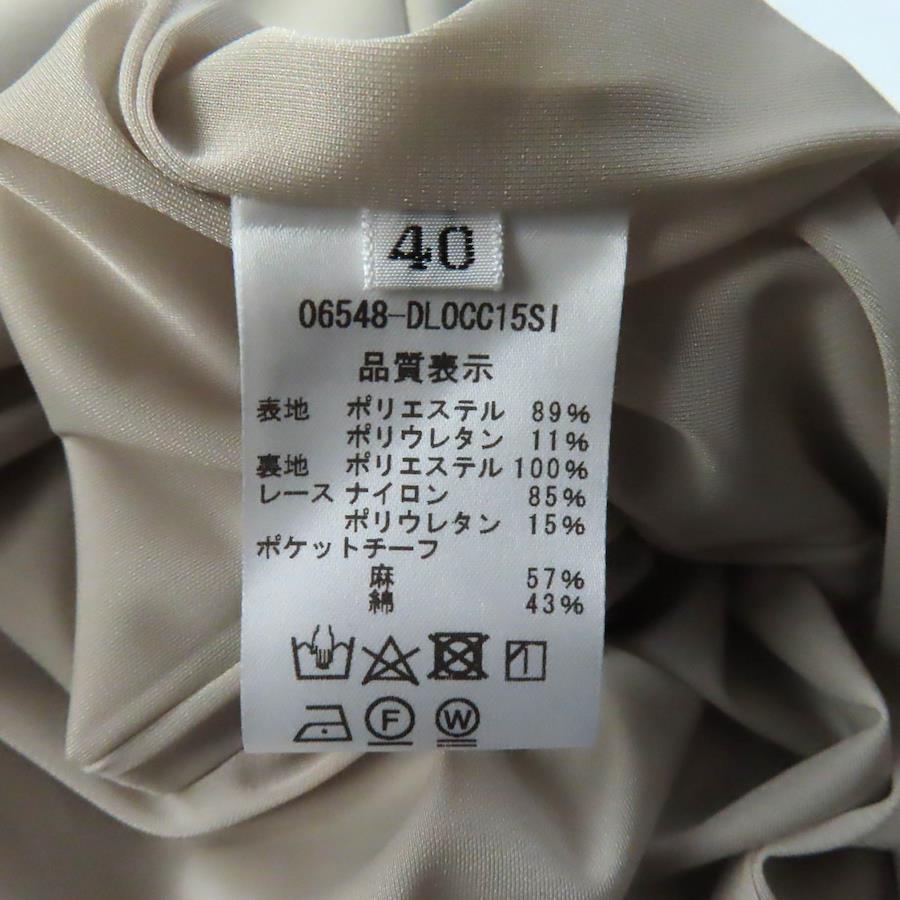 40
06548-DLOCC15SI
品質表示
表地 ポリエステル 89%
ポリウレタン 11%
裏地 ポリエステル 100%
レース ナイロン 85%
ポリウレタン 15%
ポケットチーフ
麻 57%
綿 43%
F W